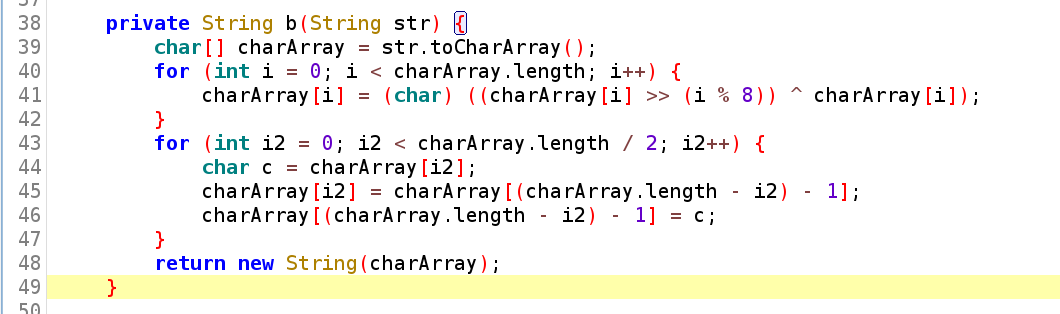 38 private String b(String str) {
39 char[] charArray = str.toCharArray();
40 for (int i = 0; i < charArray.length; i++) {
41 charArray[i] = (char) ((charArray[i] >> (i % 8)) ^ charArray[i]);
42 }
43 for (int i2 = 0; i2 < charArray.length / 2; i2++) {
44 char c = charArray[i2];
45 charArray[i2] = charArray[(charArray.length - i2) - 1];
46 charArray[(charArray.length - i2) - 1] = c;
47 }
48 return new String(charArray);
49 }